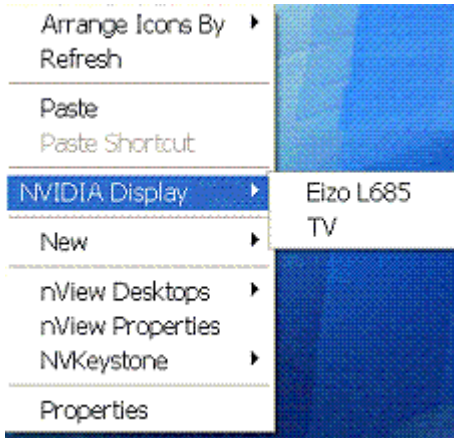 Arrange Icons By
Refresh
Paste
Paste Shortcut
NVIDIA Display
Eizo L685
TV
New
nView Desktops
nView Properties
NVKeystone
Properties